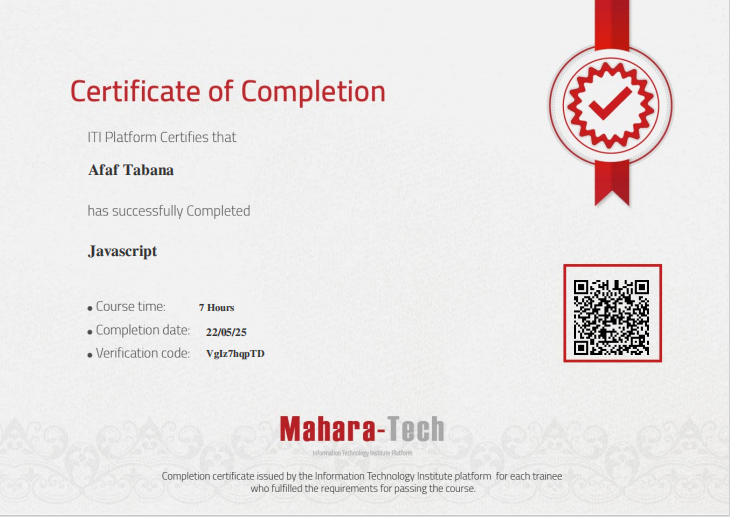 Certificate of Completion
ITI Platform Certifies that
Afaf Tabana
has successfully Completed
Javascript
• Course time: 7 Hours
• Completion date: 22/05/25
• Verification code: VgIz7hqpTD
Mahara-Tech
Information Technology Institute Platform
Completion certificate issued by the Information Technology Institute platform for each trainee
who fulfilled the requirements for passing the course.